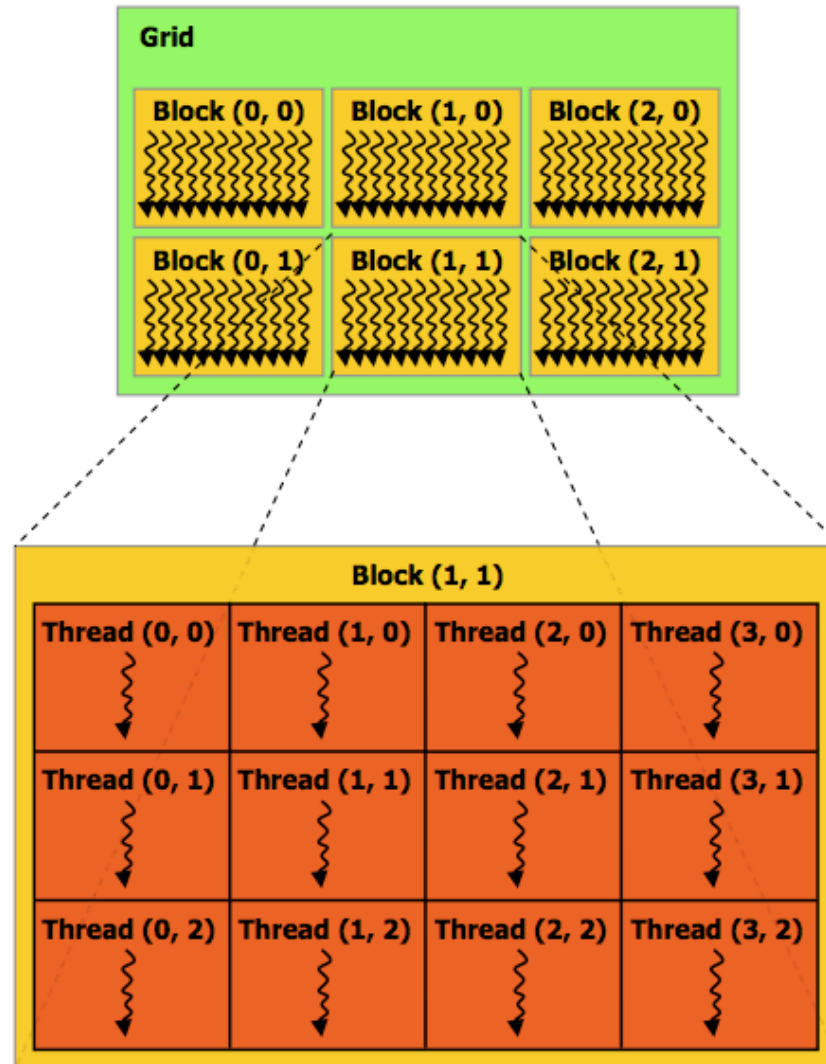 Grid
Block (0, 0) Block (1, 0) Block (2, 0)
Block (0, 1) Block (1, 1) Block (2, 1)
Block (1, 1)
Thread (0, 0) Thread (1, 0) Thread (2, 0) Thread (3, 0)
Thread (0, 1) Thread (1, 1) Thread (2, 1) Thread (3, 1)
Thread (0, 2) Thread (1, 2) Thread (2, 2) Thread (3, 2)